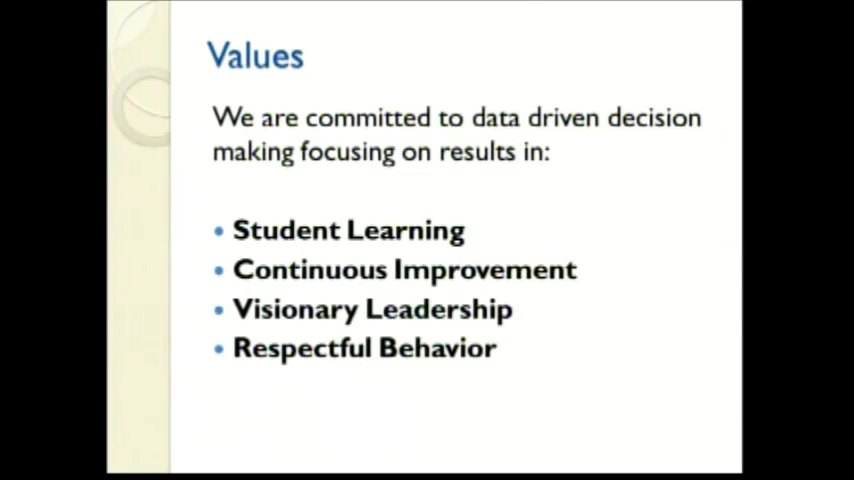 Values
We are committed to data driven decision
making focusing on results in:
• Student Learning
• Continuous Improvement
• Visionary Leadership
• Respectful Behavior